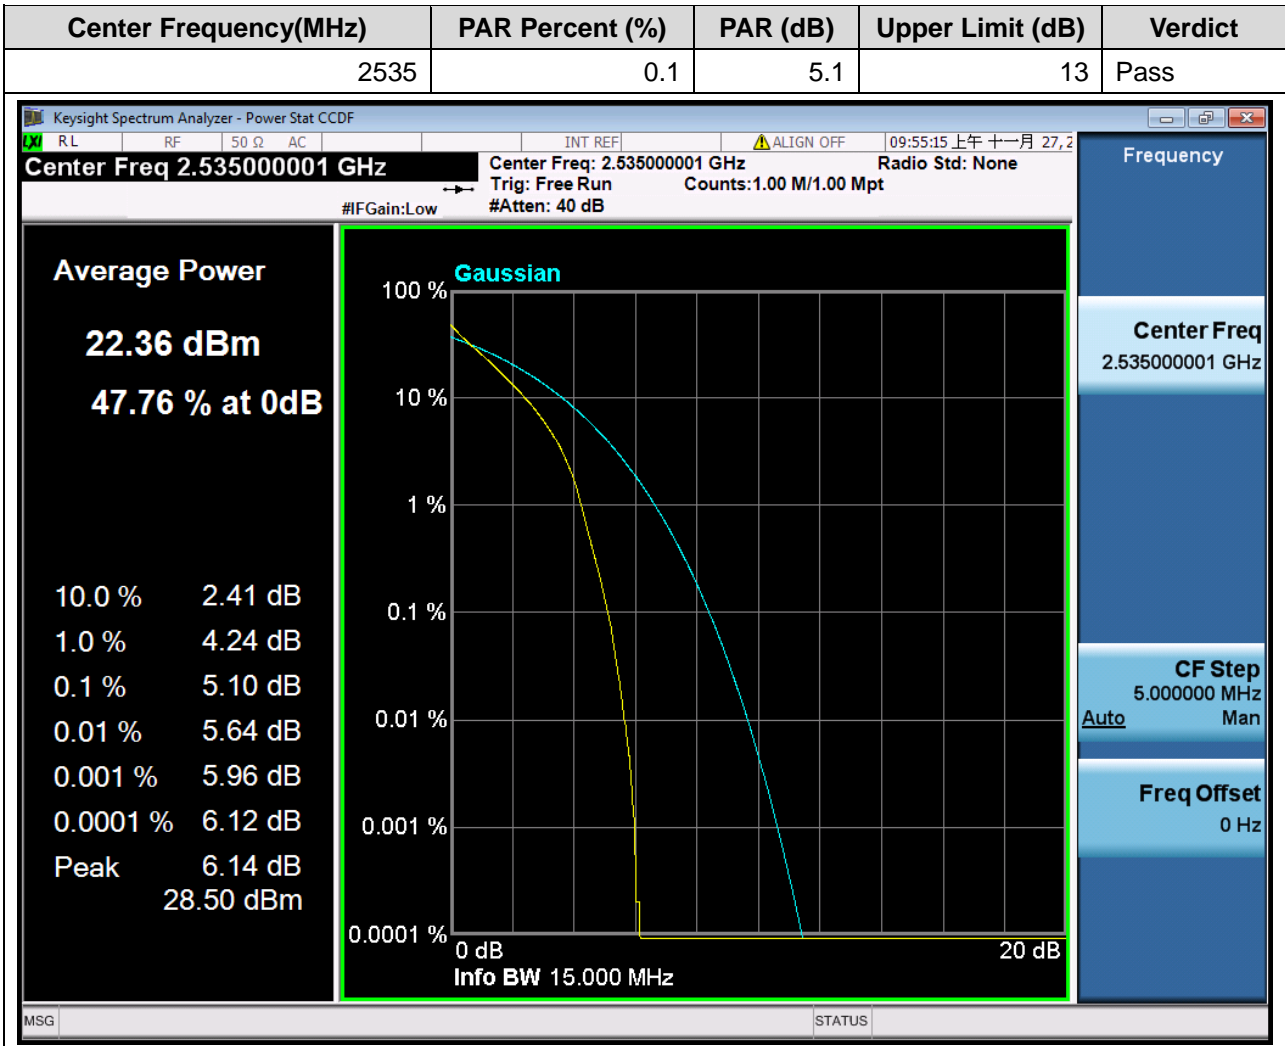 Center Frequency(MHz) PAR Percent (%) PAR (dB) Upper Limit (dB) Verdict
2535 0.1 5.1 13 Pass
Keysight Spectrum Analyzer - Power Stat CCDF
LXI RL RF 50 Ω AC INT REF ALIGN OFF 09:55:15 上午 十一月 27, 2
Center Freq 2.535000001 GHz
#IFGain:Low
Center Freq: 2.535000001 GHz Radio Std: None
Trig: Free Run Counts:1.00 M/1.00 Mpt
#Atten: 40 dB
Average Power
22.36 dBm
47.76 % at 0dB
10.0 % 2.41 dB
1.0 % 4.24 dB
0.1 % 5.10 dB
0.01 % 5.64 dB
0.001 % 5.96 dB
0.0001 % 6.12 dB
Peak 6.14 dB
28.50 dBm
Gaussian
100 %
10 %
1 %
0.1 %
0.01 %
0.001 %
0.0001 %
0 dB 20 dB
Info BW 15.000 MHz
Frequency
Center Freq
2.535000001 GHz
CF Step
5.000000 MHz
Auto Man
Freq Offset
0 Hz
MSG STATUS